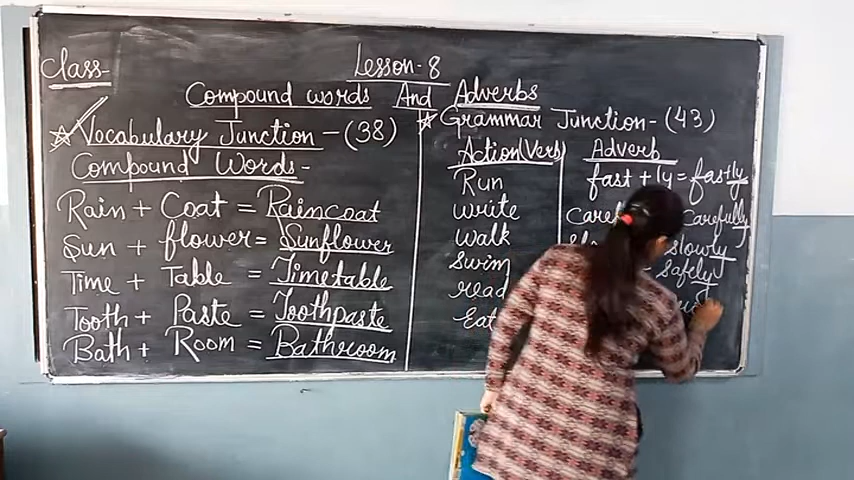 Class-
Lesson-8
Compound words And Adverbs
Vocabulary Junction-(38)
Compound Words-
Rain + Coat = Raincoat
Sun + flower = Sunflower
Time + Table = Timetable
Tooth + Paste = Toothpaste
Bath + Room = Bathroom
Grammar Junction-(43)
Action(Verb) Adverb
Run fast + ly = fastly
write Carefully
walk slowly
swim safely
read
Eat